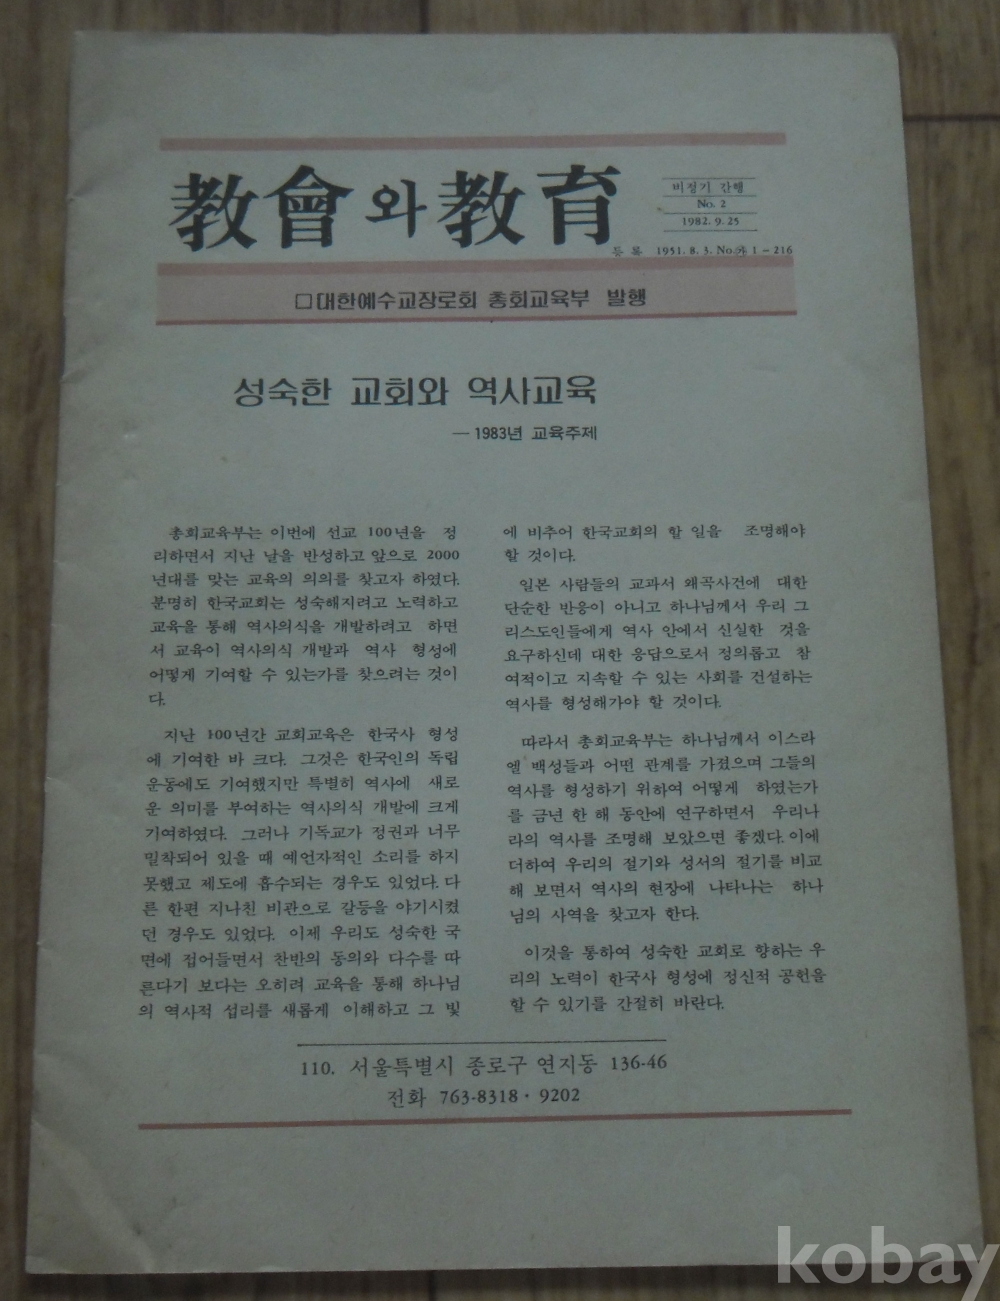 教會와 教育
비정기 간행
No. 2
1982. 9. 25
등록 1951. 8. 3. No. 1-216
□대한예수교장로회 총회교육부 발행
성숙한 교회와 역사교육
— 1983년 교육주제
총회교육부는 이번에 선교 100년을 정
리하면서 지난 날을 반성하고 앞으로 2000
년대를 맞는 교육의 의의를 찾고자 하였다.
분명히 한국교회는 성숙해지려고 노력하고
교육을 통해 역사의식을 개발하려고 하면
서 교육이 역사의식 개발과 역사 형성에
어떻게 기여할 수 있는가를 찾으려는 것이
다.
지난 100년간 교회교육은 한국사 형성
에 기여한 바 크다. 그것은 한국인의 독립
운동에도 기여했지만 특별히 역사에 새로
운 의미를 부여하는 역사의식 개발에 크게
기여하였다. 그러나 기독교가 정권과 너무
밀착되어 있을 때 예언자적인 소리를 하지
못했고 제도에 흡수되는 경우도 있었다. 다
른 한편 지나친 비관으로 갈등을 야기시켰
던 경우도 있었다. 이제 우리도 성숙한 국
면에 접어들면서 찬반의 동의와 다수를 따
른다기 보다는 오히려 교육을 통해 하나님
의 역사적 섭리를 새롭게 이해하고 그 빛
에 비추어 한국교회의 할 일을 조명해야
할 것이다.
일본 사람들의 교과서 왜곡사건에 대한
단순한 반응이 아니고 하나님께서 우리 그
리스도인들에게 역사 안에서 신실한 것을
요구하신데 대한 응답으로서 정의롭고 참
여적이고 지속할 수 있는 사회를 건설하는
역사를 형성해가야 할 것이다.
따라서 총회교육부는 하나님께서 이스라
엘 백성들과 어떤 관계를 가졌으며 그들의
역사를 형성하기 위하여 어떻게 하였는가
를 금년 한 해 동안에 연구하면서 우리나
라의 역사를 조명해 보았으면 좋겠다. 이에
더하여 우리의 절기와 성서의 절기를 비교
해 보면서 역사의 현장에 나타나는 하나
님의 사역을 찾고자 한다.
이것을 통하여 성숙한 교회로 향하는 우
리의 노력이 한국사 형성에 정신적 공헌을
할 수 있기를 간절히 바란다.
110. 서울특별시 종로구 연지동 136-46
전화 763-8318 · 9202
kobay